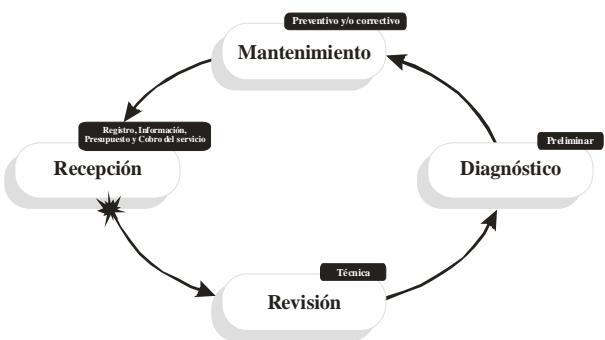 Preventivo y/o correctivo
Mantenimiento
Registro, Información,
Presupuesto y Cobro del servicio
Recepción
Preliminar
Diagnóstico
Técnica
Revisión